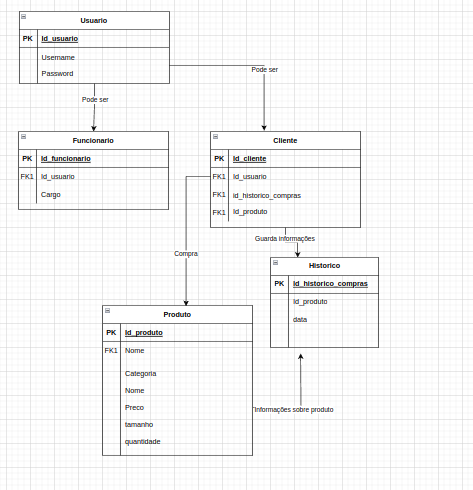 Usuario
PK Id_usuario
Username
Password
Pode ser
Pode ser
Funcionario
PK Id_funcionario
FK1 Id_usuario
Cargo
Cliente
PK Id_cliente
FK1 Id_usuario
FK1 id_historico_compras
FK1 Id_produto
Guarda informações
Compra
Historico
PK Id_historico_compras
id_produto
data
Produto
PK Id_produto
FK1 Nome
Categoria
Nome
Preco
tamanho
quantidade
"Informações sobre produto